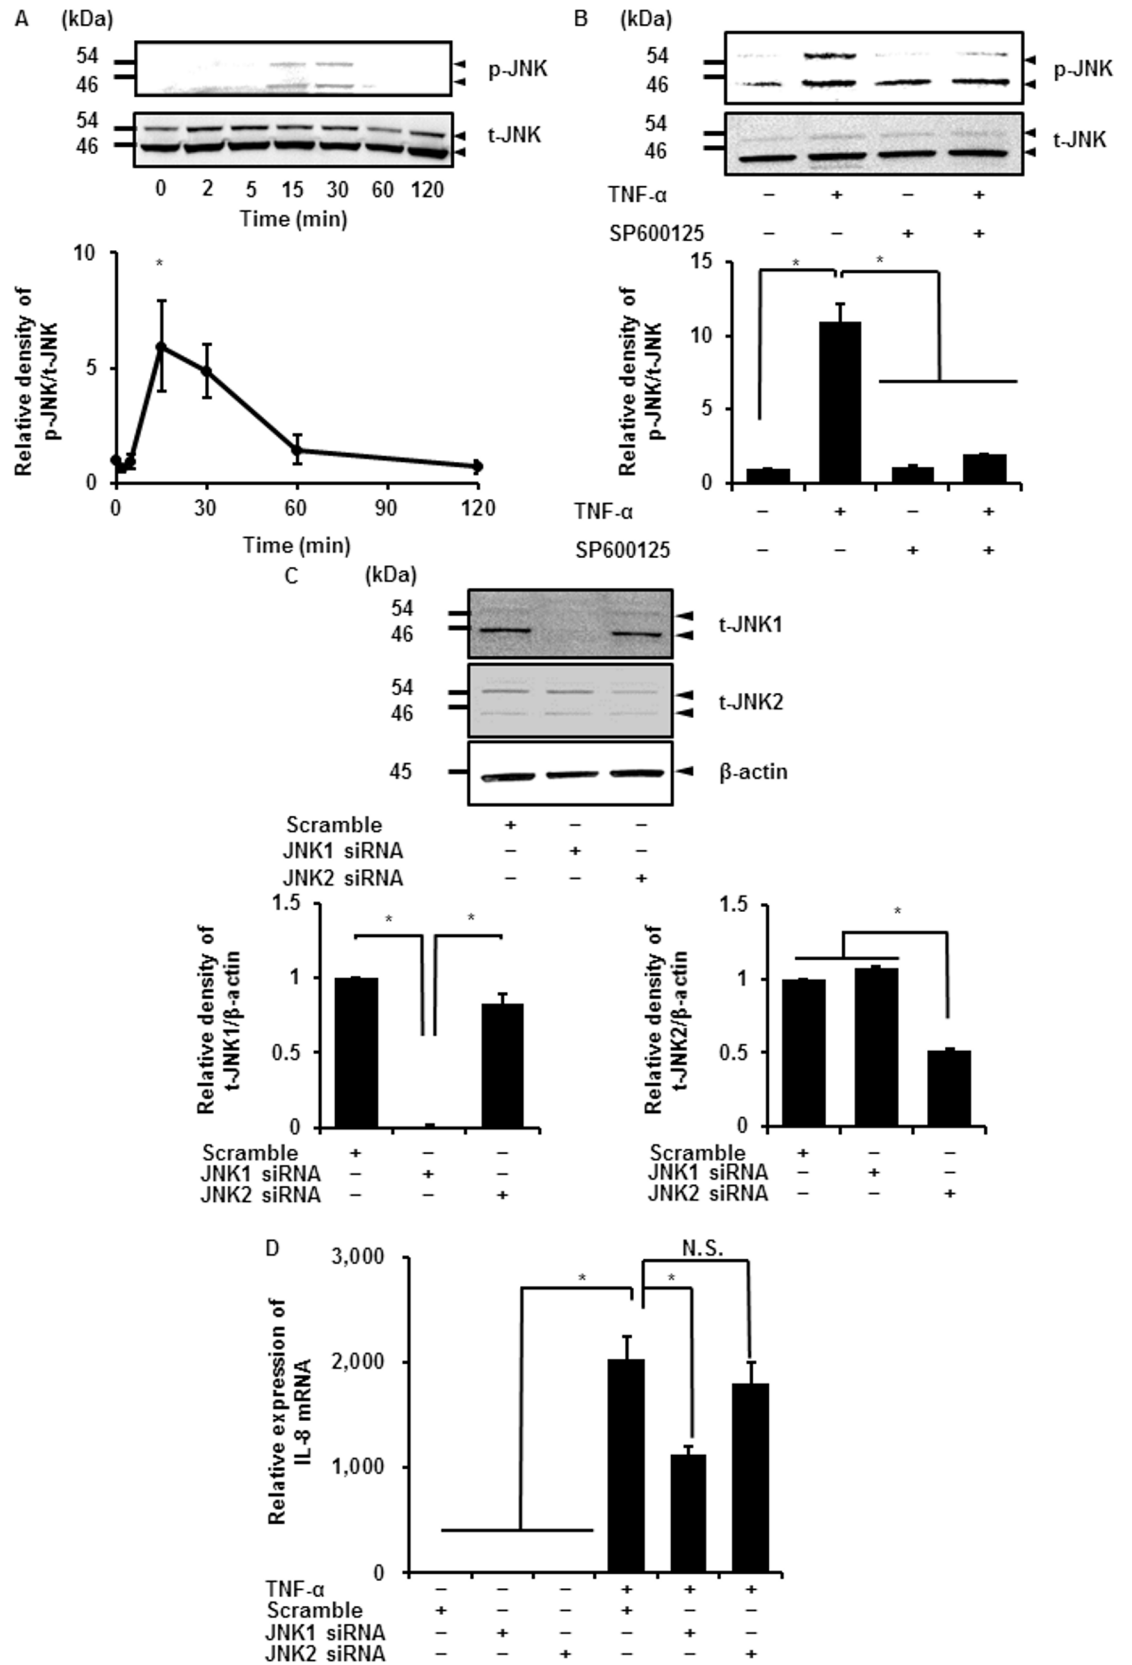 A (kDa)
54
46
p-JNK
54
46
t-JNK
0 2 5 15 30 60 120
Time (min)
10
5
0
Relative density of
p-JNK/t-JNK
*
0 30 60 90 120
Time (min)
B (kDa)
54
46
p-JNK
54
46
t-JNK
TNF-α – + – +
SP600125 – – + +
15
10
5
0
Relative density of
p-JNK/t-JNK
* *
TNF-α – + – +
SP600125 – – + +
C (kDa)
54
46
t-JNK1
54
46
t-JNK2
45
β-actin
Scramble + – –
JNK1 siRNA – + –
JNK2 siRNA – – +
1.5
1
0.5
0
Relative density of
t-JNK1/β-actin
* *
Scramble + – –
JNK1 siRNA – + –
JNK2 siRNA – – +
1.5
1
0.5
0
Relative density of
t-JNK2/β-actin
*
Scramble + – –
JNK1 siRNA – + –
JNK2 siRNA – – +
D
3,000
2,000
1,000
0
Relative expression of
IL-8 mRNA
N.S.
* *
TNF-α – – – + + +
Scramble + – – + – –
JNK1 siRNA – + – – + –
JNK2 siRNA – – + – – +